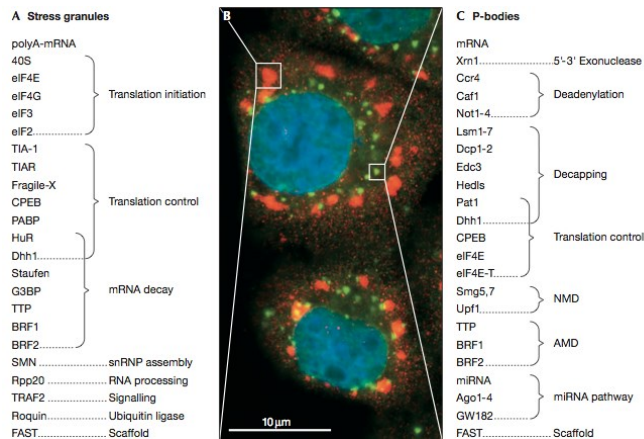 A Stress granules
polyA-mRNA
40S
eIF4E
eIF4G
eIF3
eIF2
Translation initiation
TIA-1
TIAR
Fragile-X
CPEB
PABP
HuR
Dhh1
Translation control
Staufen
G3BP
TTP
BRF1
BRF2
mRNA decay
SMN snRNP assembly
Rpp20 RNA processing
TRAF2 Signalling
Roquin Ubiquitin ligase
FAST Scaffold
B
10 μm
C P-bodies
mRNA
Xrn1 5'-3' Exonuclease
Ccr4
Caf1
Not1-4
Deadenylation
Lsm1-7
Dcp1-2
Edc3
Hedls
Pat1
Dhh1
Decapping
CPEB
eIF4E
eIF4E-T
Translation control
Smg5,7
Upf1
NMD
TTP
BRF1
BRF2
AMD
miRNA
Ago1-4
GW182
miRNA pathway
FAST Scaffold